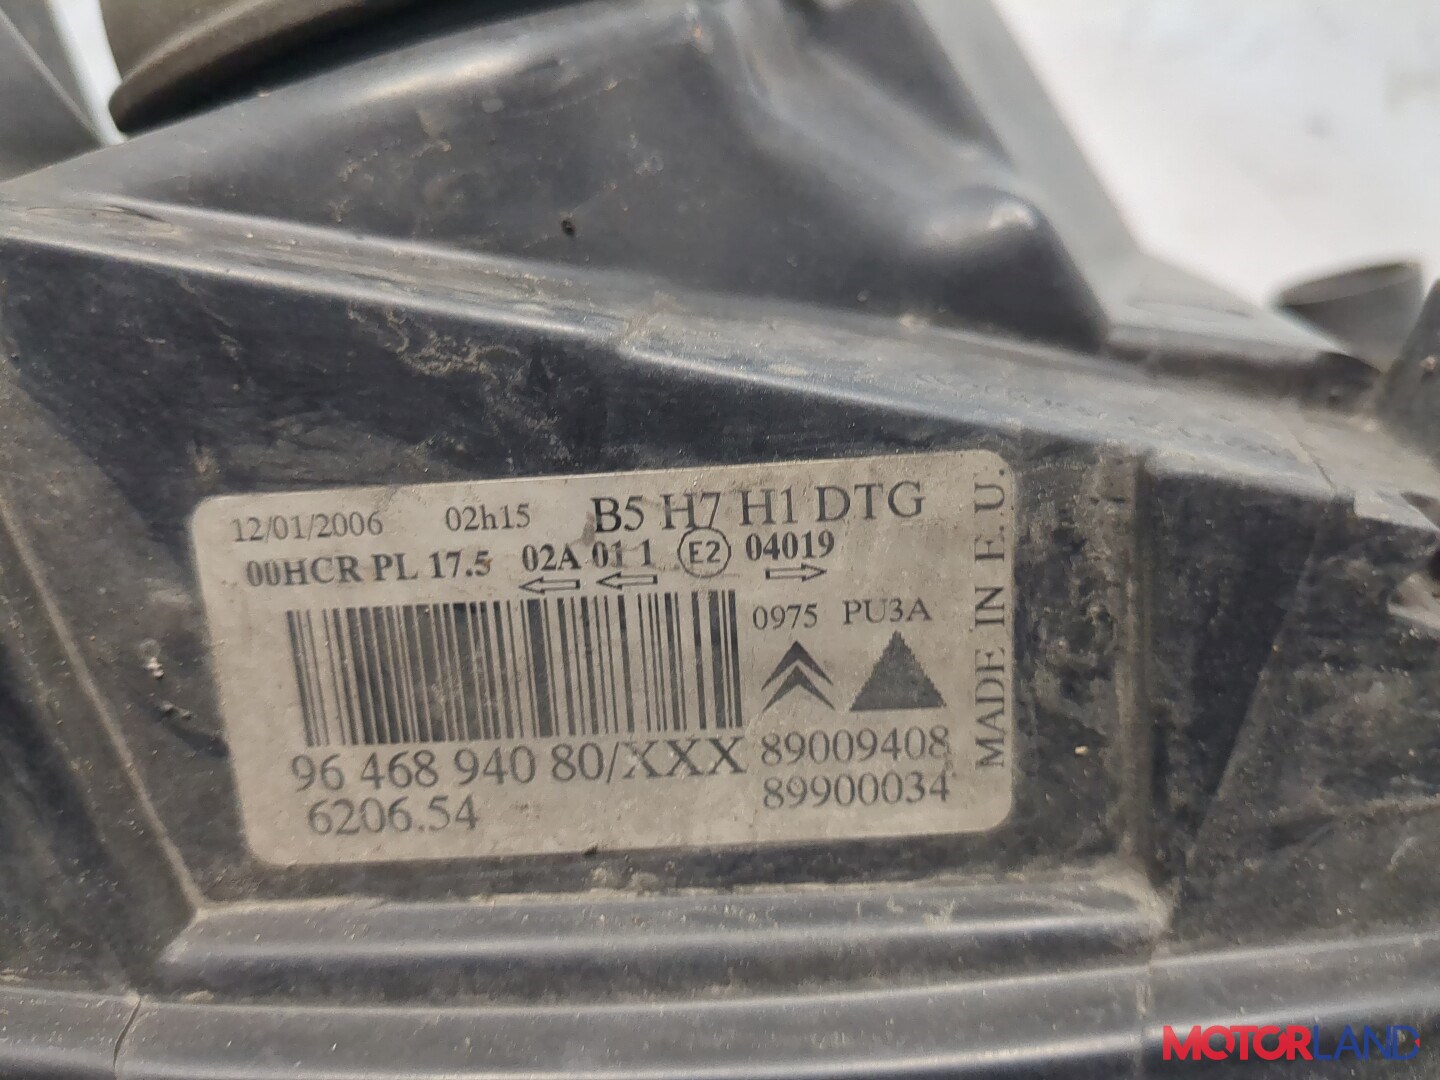 12/01/2006 02h15 B5 H7 H1 DTG
00HCR PL 17.5 02A 01 1 E2 04019
0975 PU3A
96 468 940 80/XXX 89009408
6206.54 89900034
MADE IN E.U.
MOTORLAND